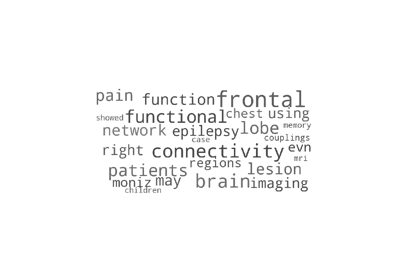 pain function frontal
showed functional chest using
network epilepsy lobe memory
case couplings
right connectivity evn
regions mri
patients lesion
moniz may brain imaging
children